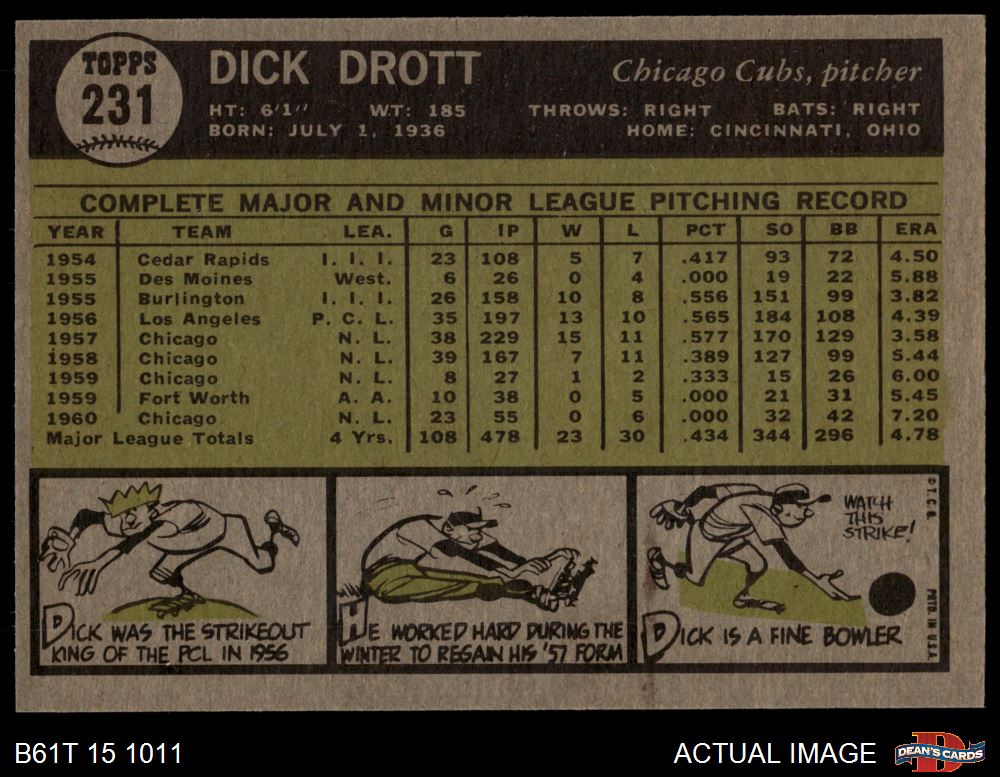 TOPPS
231
DICK DROTT
Chicago Cubs, pitcher
HT: 6'1" WT: 185 THROWS: RIGHT BATS: RIGHT
BORN: JULY 1, 1936 HOME: CINCINNATI, OHIO
COMPLETE MAJOR AND MINOR LEAGUE PITCHING RECORD
YEAR TEAM LEA. G IP W L PCT SO BB ERA
1954 Cedar Rapids I. I. I. 23 108 5 7 .417 93 72 4.50
1955 Des Moines West. 6 26 0 4 .000 19 22 5.88
1955 Burlington I. I. I. 26 158 10 8 .556 151 99 3.82
1956 Los Angeles P. C. L. 35 197 13 10 .565 184 108 4.39
1957 Chicago N. L. 38 229 15 11 .577 170 129 3.58
1958 Chicago N. L. 39 167 7 11 .389 127 99 5.44
1959 Chicago N. L. 8 27 1 2 .333 15 26 6.00
1959 Fort Worth A. A. 10 38 0 5 .000 21 31 5.45
1960 Chicago N. L. 23 55 0 6 .000 32 42 7.20
Major League Totals 4 Yrs. 108 478 23 30 .434 344 296 4.78
DICK WAS THE STRIKEOUT
KING OF THE PCL IN 1956
HE WORKED HARD DURING THE
WINTER TO REGAIN HIS '57 FORM
WATCH
THIS
STRIKE!
DICK IS A FINE BOWLER
© T.C.G. PRTD. IN U.S.A.
B61T 15 1011
ACTUAL IMAGE
DEAN'S CARDS